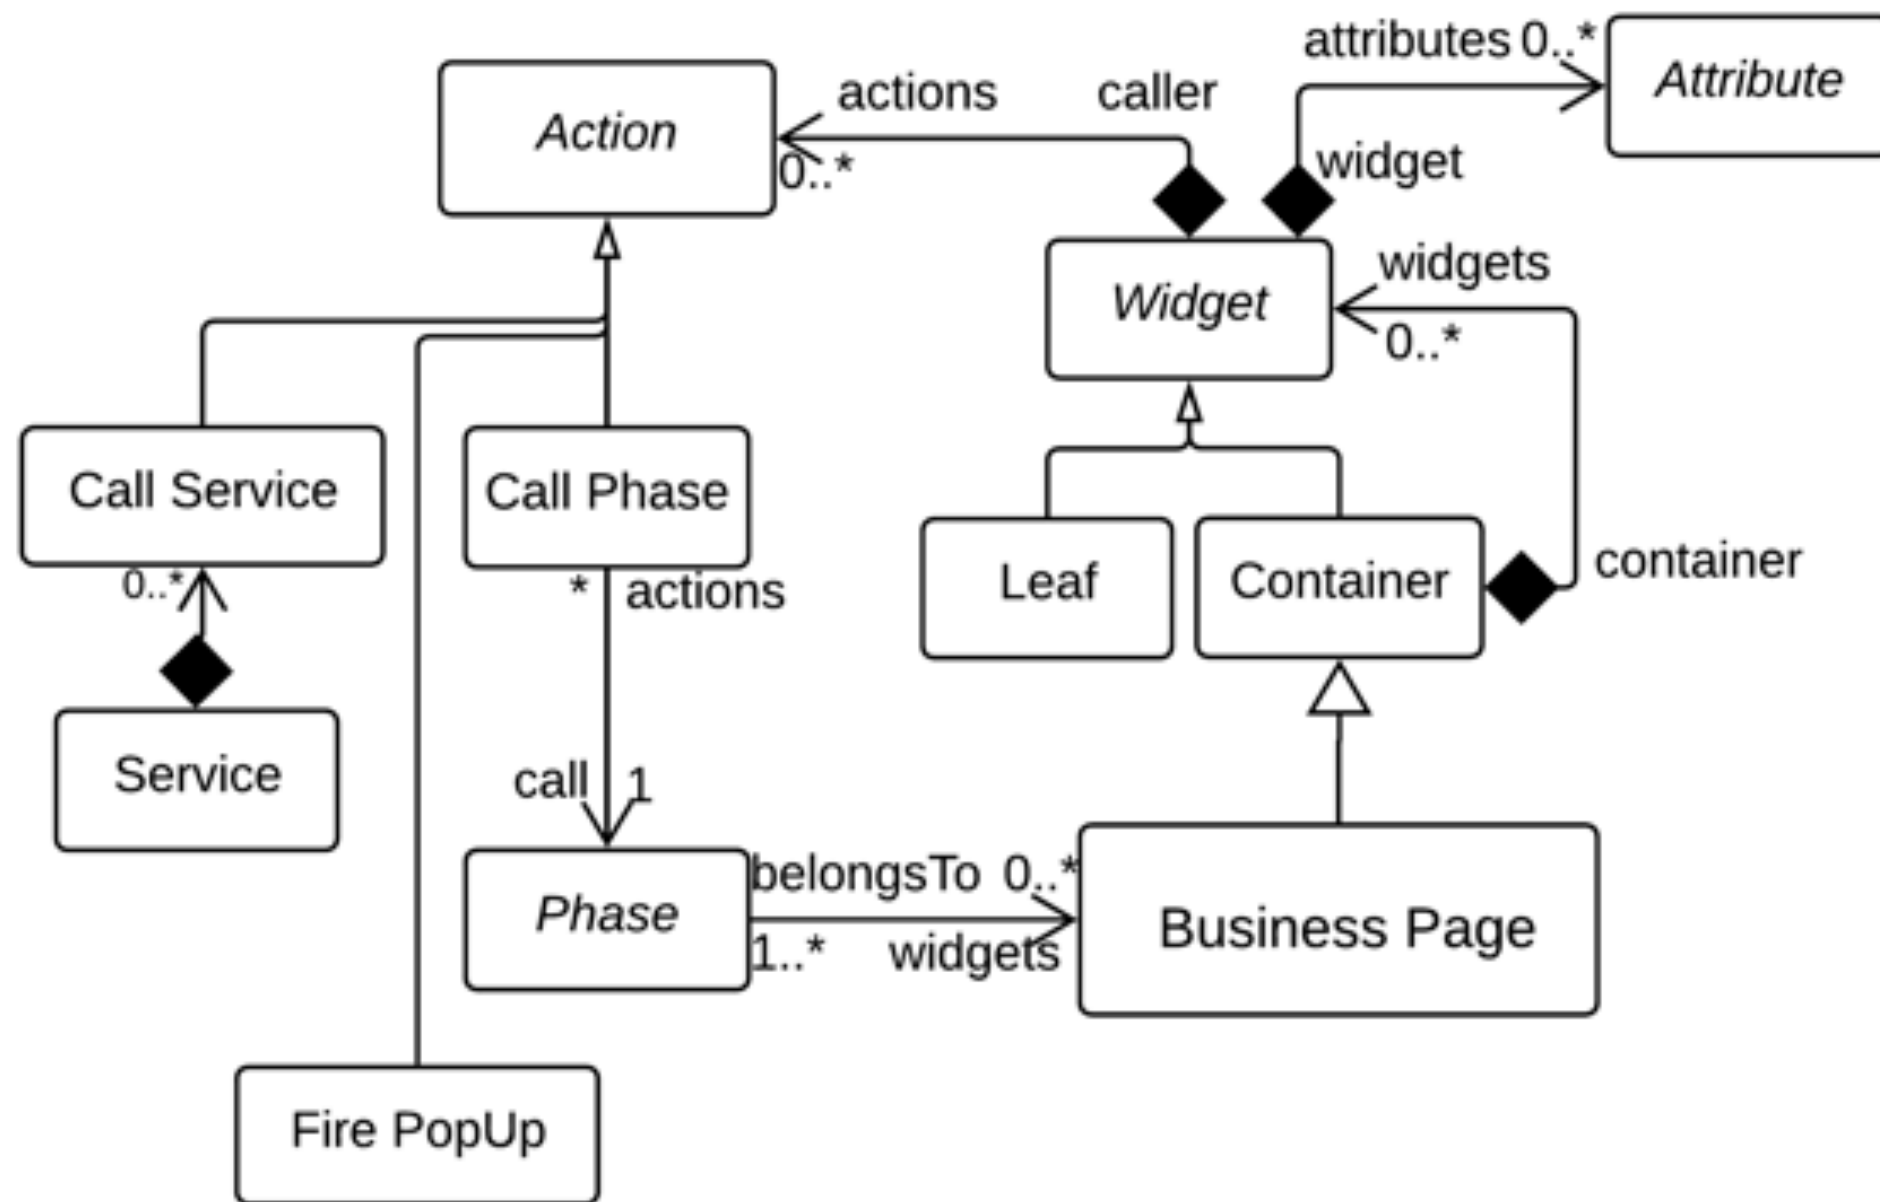 attributes 0..*
Attribute
actions
caller
Action
0..*
widget
widgets
Widget
0..*
Call Service
Call Phase
Leaf
Container
container
0..*
* actions
Service
call 1
belongsTo 0..*
Phase
Business Page
1..* widgets
Fire PopUp